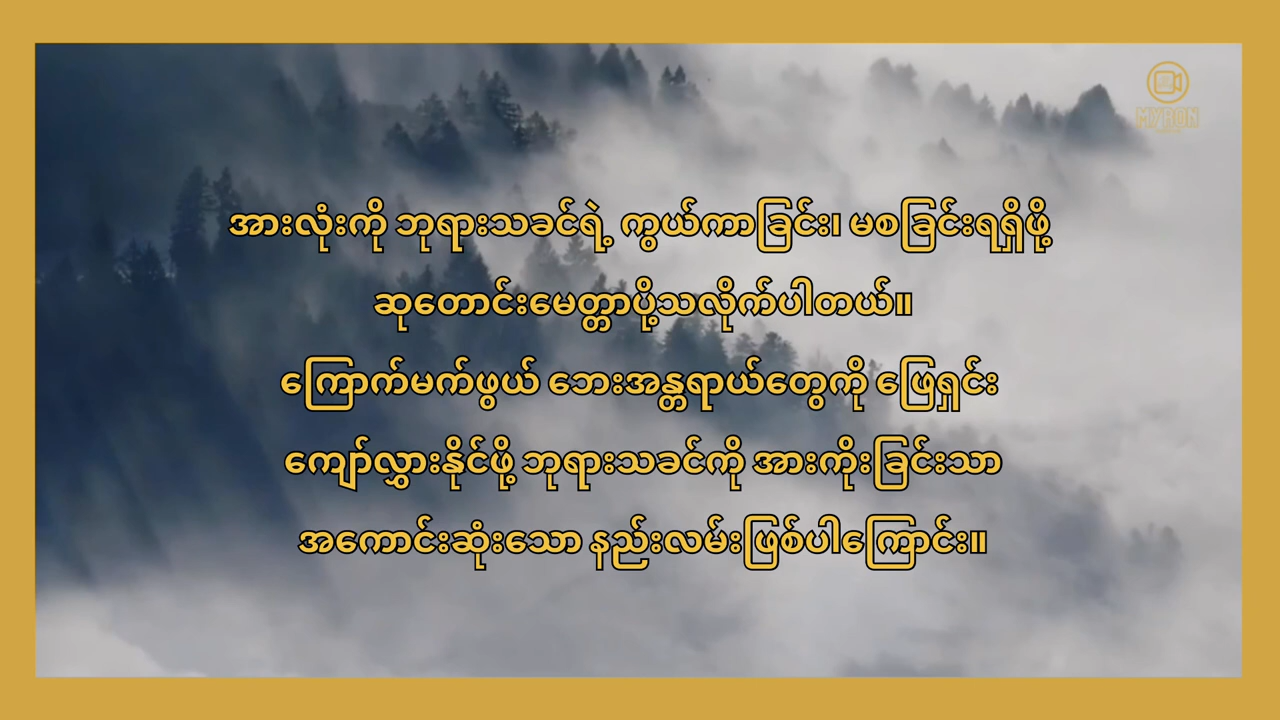 MYRON
အားလုံးကို ဘုရားသခင်ရဲ့ ကွယ်ကာခြင်း၊ မစခြင်းရရှိဖို့
ဆုတောင်းမေတ္တာပို့သလိုက်ပါတယ်။
ကြောက်မက်ဖွယ် ဘေးအန္တရာယ်တွေကို ဖြေရှင်း
ကျော်လွှားနိုင်ဖို့ ဘုရားသခင်ကို အားကိုးခြင်းသာ
အကောင်းဆုံးသော နည်းလမ်းဖြစ်ပါကြောင်း။